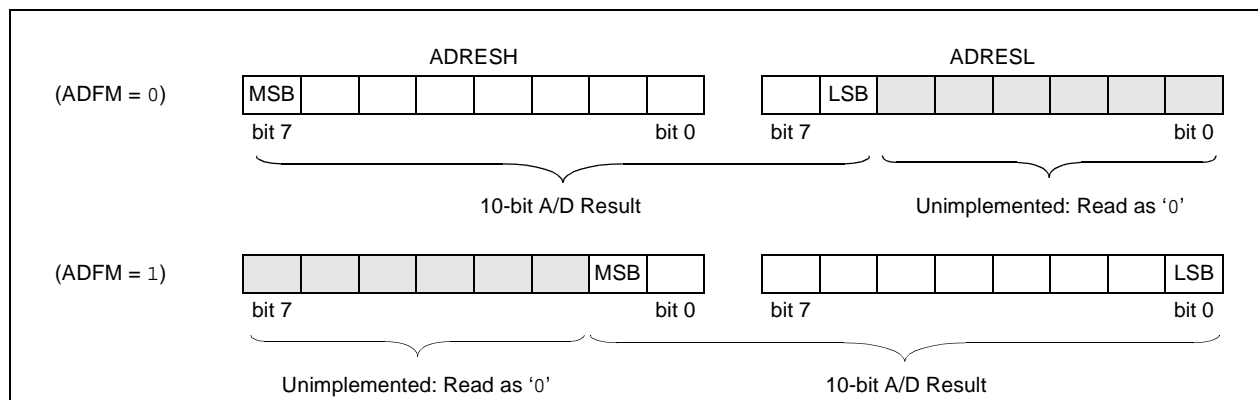 ADRESH ADRESL
(ADFM = 0) MSB LSB
bit 7 bit 0 bit 7 bit 0
10-bit A/D Result Unimplemented: Read as ‘0’
(ADFM = 1) MSB LSB
bit 7 bit 0 bit 7 bit 0
Unimplemented: Read as ‘0’ 10-bit A/D Result